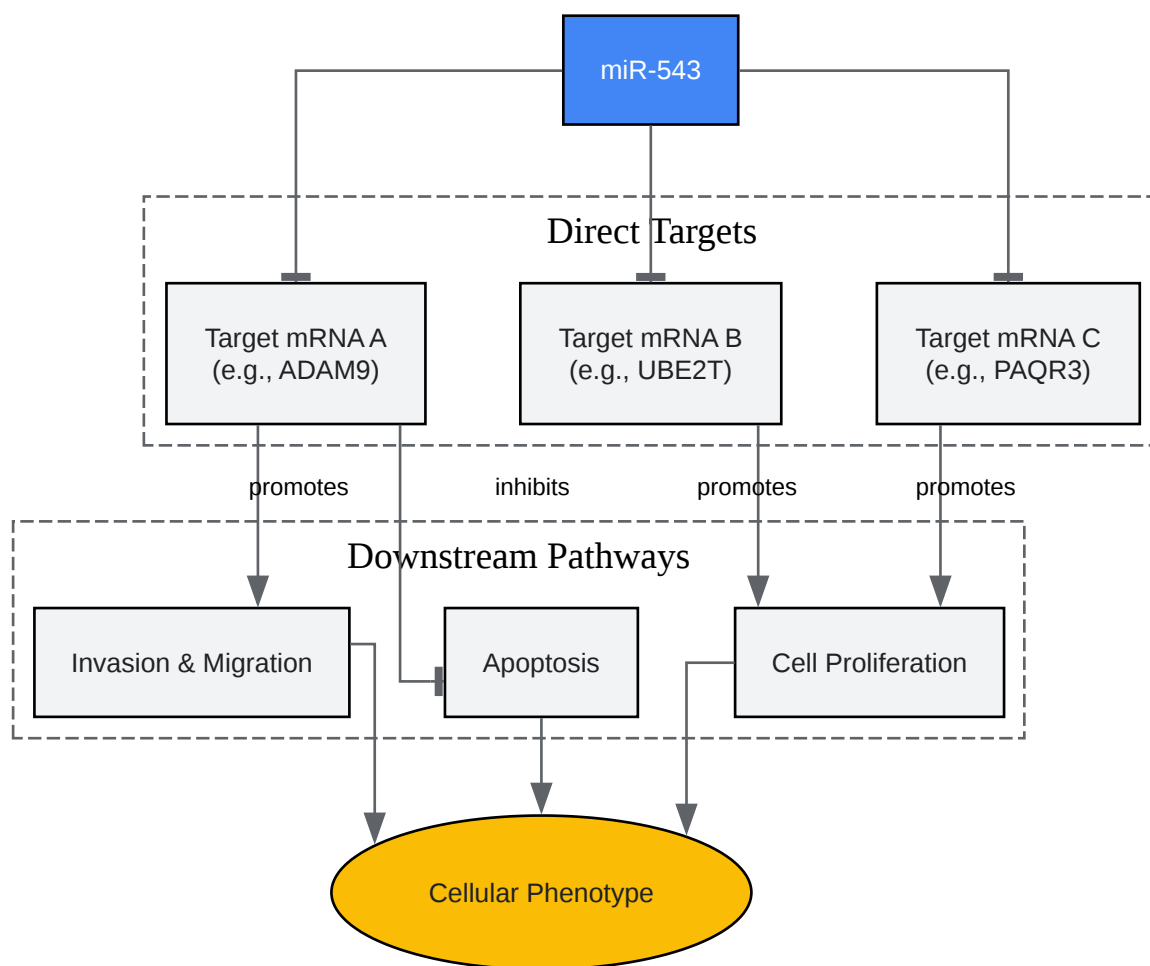 miR-543
Direct Targets
Target mRNA A
(e.g., ADAM9)
Target mRNA B
(e.g., UBE2T)
Target mRNA C
(e.g., PAQR3)
promotes
inhibits
promotes
promotes
Downstream Pathways
Invasion & Migration
Apoptosis
Cell Proliferation
Cellular Phenotype